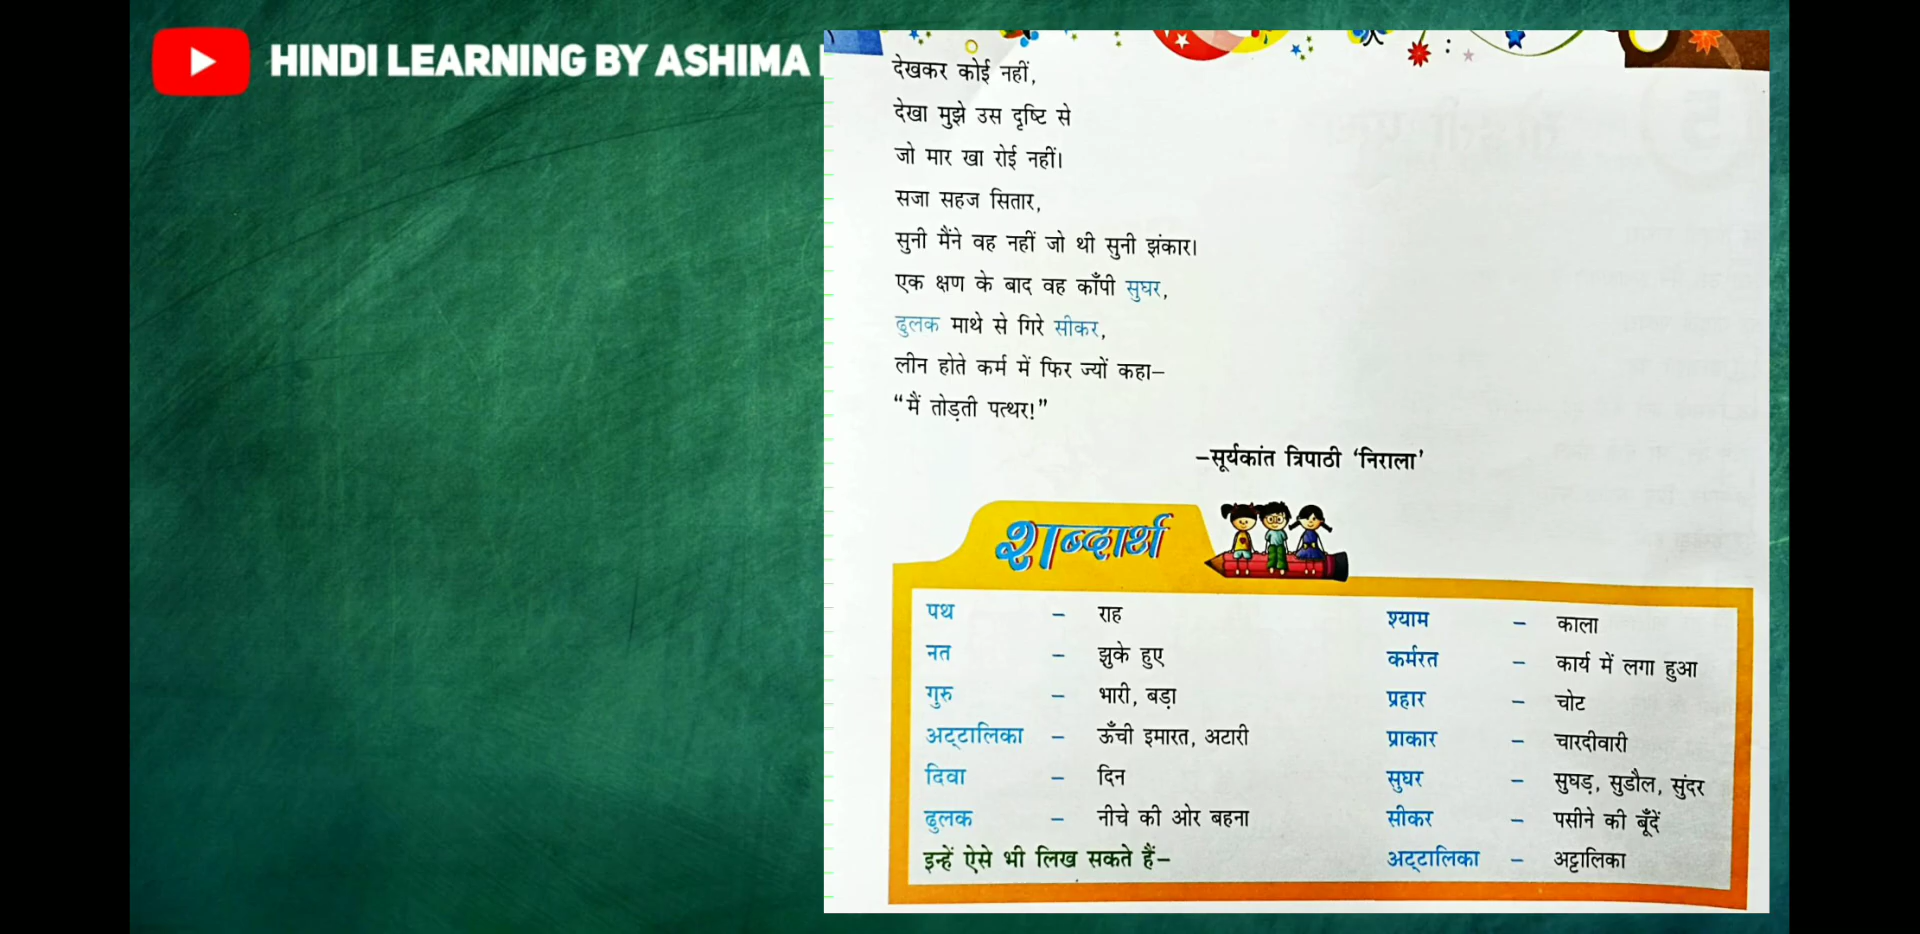 HINDI LEARNING BY ASHIMA
देखकर कोई नहीं,
देखा मुझे उस दृष्टि से
जो मार खा रोई नहीं।
सजा सहज सितार,
सुनी मैंने वह नहीं जो थी सुनी झंकार।
एक क्षण के बाद वह काँपी सुघर,
ढुलक माथे से गिरे सीकर,
लीन होते कर्म में फिर ज्यों कहा–
“मैं तोड़ती पत्थर!”
–सूर्यकांत त्रिपाठी ‘निराला’
शब्दार्थ
पथ – राह श्याम – काला
नत – झुके हुए कर्मरत – कार्य में लगा हुआ
गुरु – भारी, बड़ा प्रहार – चोट
अट्‌टालिका – ऊँची इमारत, अटारी प्राकार – चारदीवारी
दिवा – दिन सुघर – सुघड़, सुडौल, सुंदर
ढुलक – नीचे की ओर बहना सीकर – पसीने की बूँदें
इन्हें ऐसे भी लिख सकते हैं– अट्‌टालिका – अट्टालिका